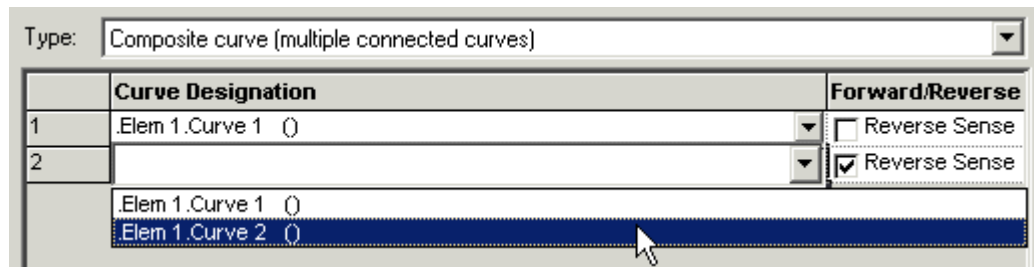 Type: Composite curve (multiple connected curves)
Curve Designation Forward/Reverse
1 .Elem 1.Curve 1 () Reverse Sense
2 Reverse Sense
.Elem 1.Curve 1 ()
.Elem 1.Curve 2 ()